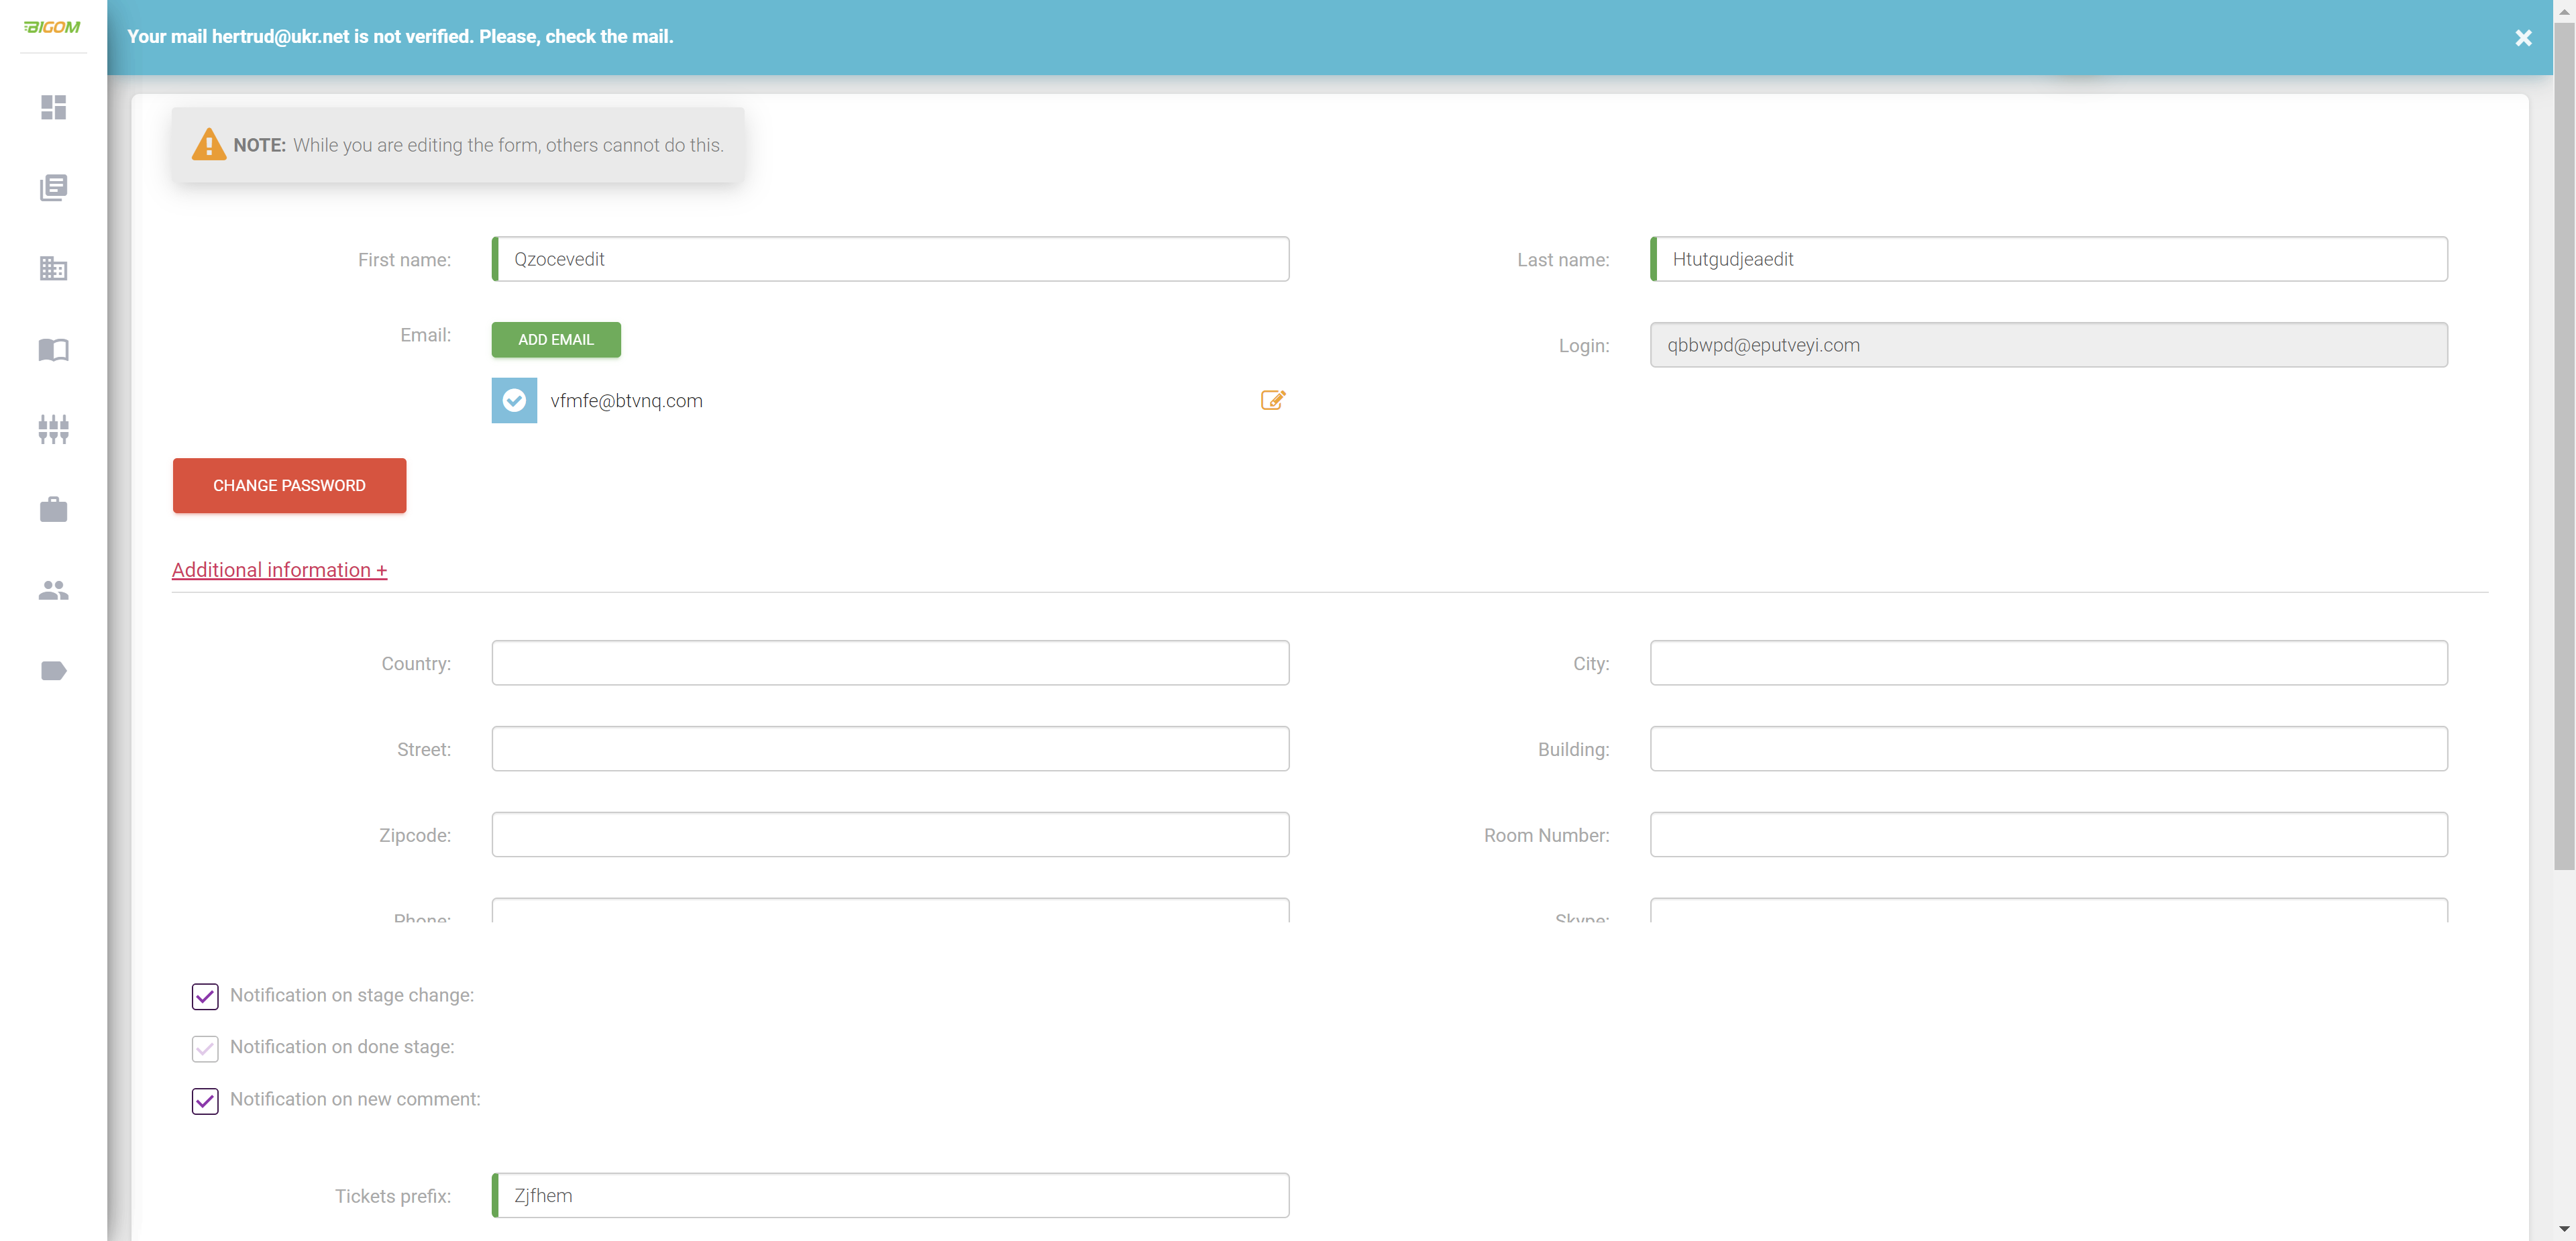 BIGOM
Your mail hertrud@ukr.net is not verified. Please, check the mail.
NOTE: While you are editing the form, others cannot do this.
First name: Qzocevedit
Last name: Htutgudjeaedit
Email: ADD EMAIL
Login: qbbwpd@eputveyi.com
vfmfe@btvnq.com
CHANGE PASSWORD
Additional information +
Country:
City:
Street:
Building:
Zipcode:
Room Number:
Phone:
Skype:
Notification on stage change:
Notification on done stage:
Notification on new comment:
Tickets prefix: Zjfhem